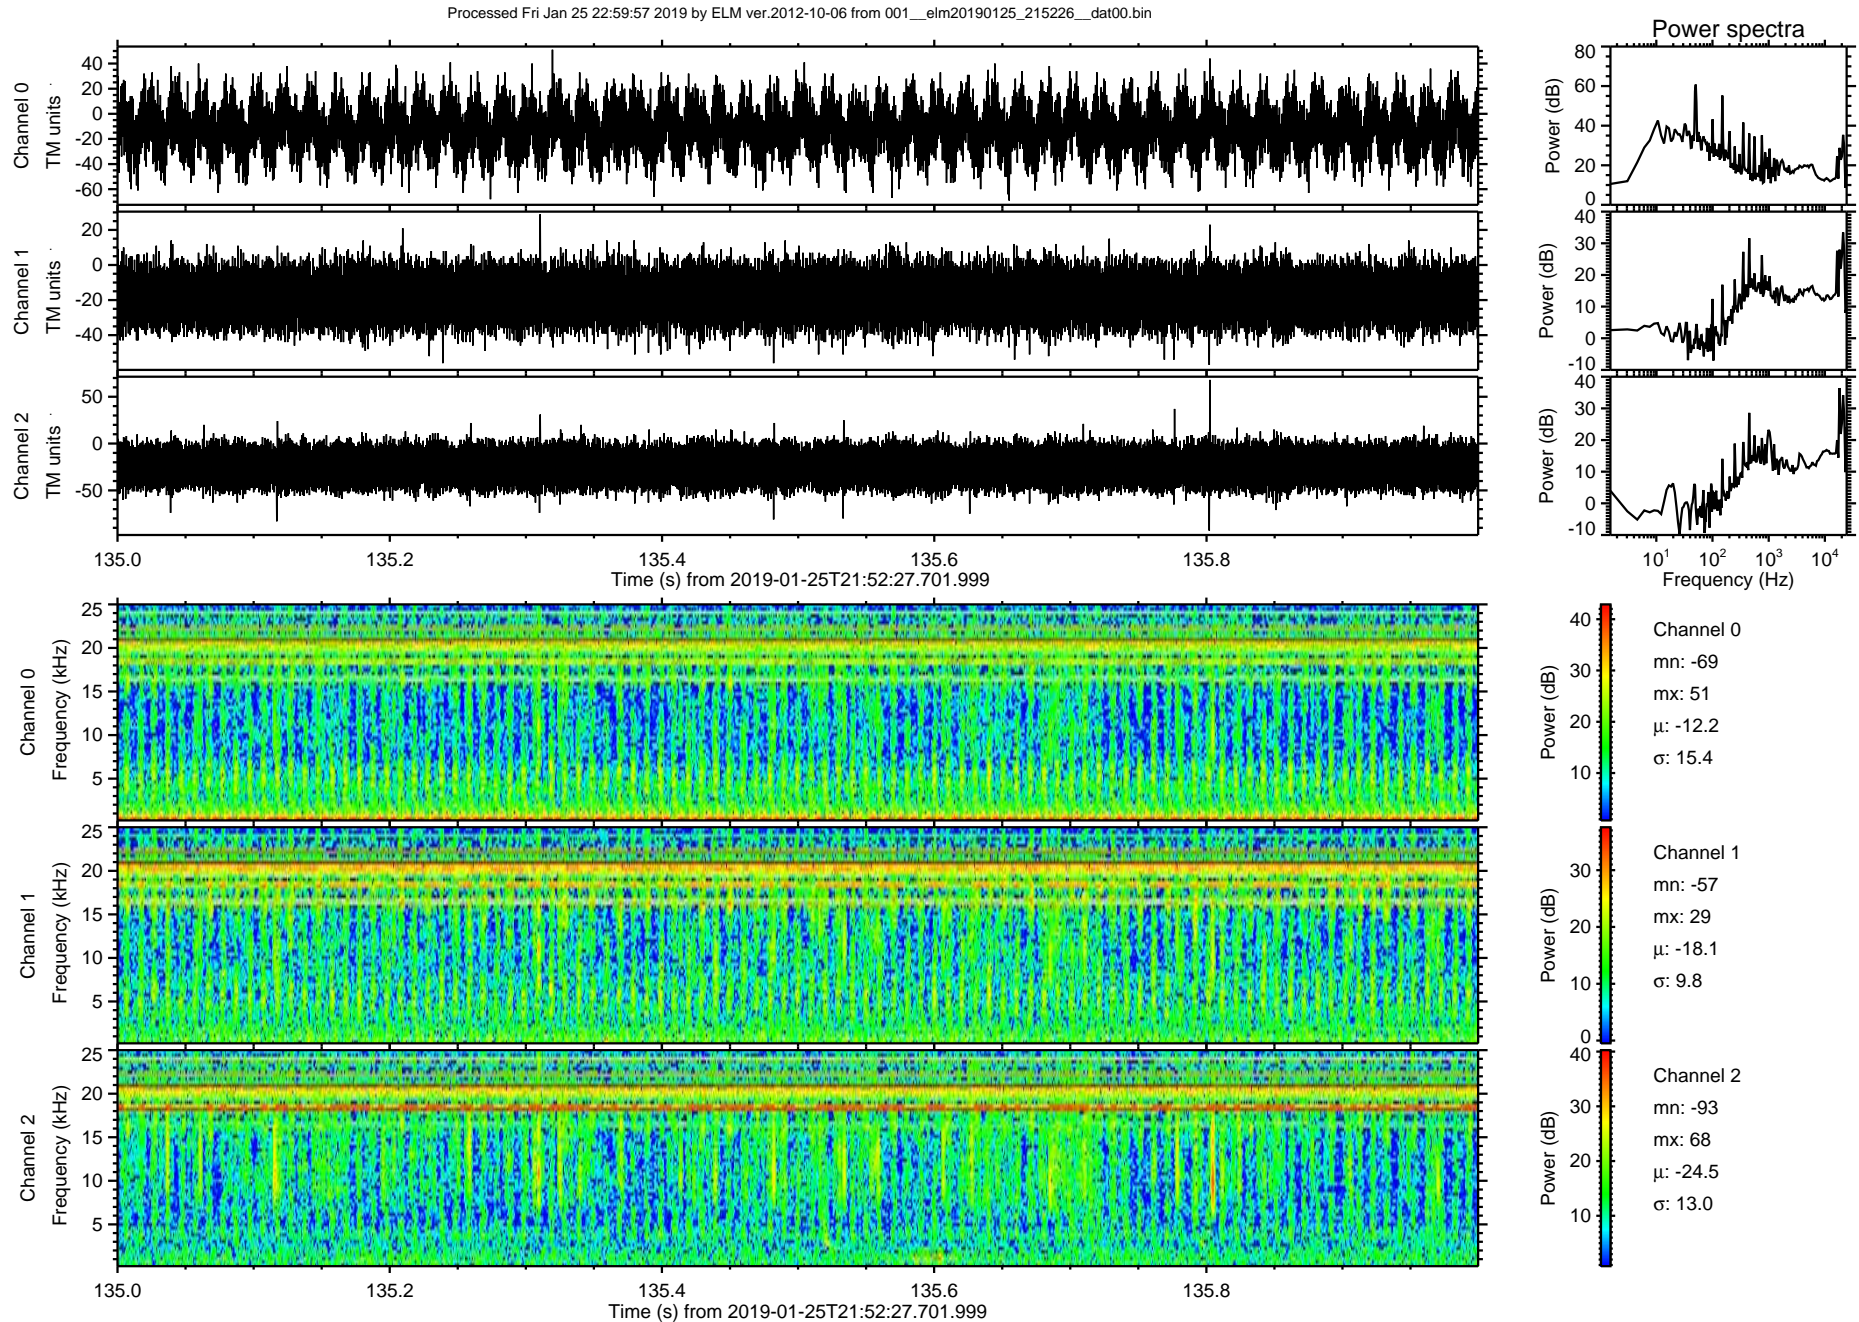 Processed Fri Jan 25 22:59:57 2019 by ELM ver.2012-10-06 from 001__elm20190125_215226__dat00.bin
Power spectra
Channel 0
TM units
40
20
0
-20
-40
-60
Power (dB)
80
60
40
20
0
Channel 1
TM units
20
0
-20
-40
Power (dB)
40
30
20
10
0
-10
Channel 2
TM units
50
0
-50
Power (dB)
40
30
20
10
0
-10
135.0 135.2 135.4 135.6 135.8
Time (s) from 2019-01-25T21:52:27.701.999
10¹ 10² 10³ 10⁴
Frequency (Hz)
Channel 0
Frequency (kHz)
25
20
15
10
5
Power (dB)
40
30
20
10
Channel 0
mn: -69
mx: 51
μ: -12.2
σ: 15.4
Channel 1
Frequency (kHz)
25
20
15
10
5
Power (dB)
30
20
10
0
Channel 1
mn: -57
mx: 29
μ: -18.1
σ: 9.8
Channel 2
Frequency (kHz)
25
20
15
10
5
Power (dB)
40
30
20
10
Channel 2
mn: -93
mx: 68
μ: -24.5
σ: 13.0
135.0 135.2 135.4 135.6 135.8
Time (s) from 2019-01-25T21:52:27.701.999